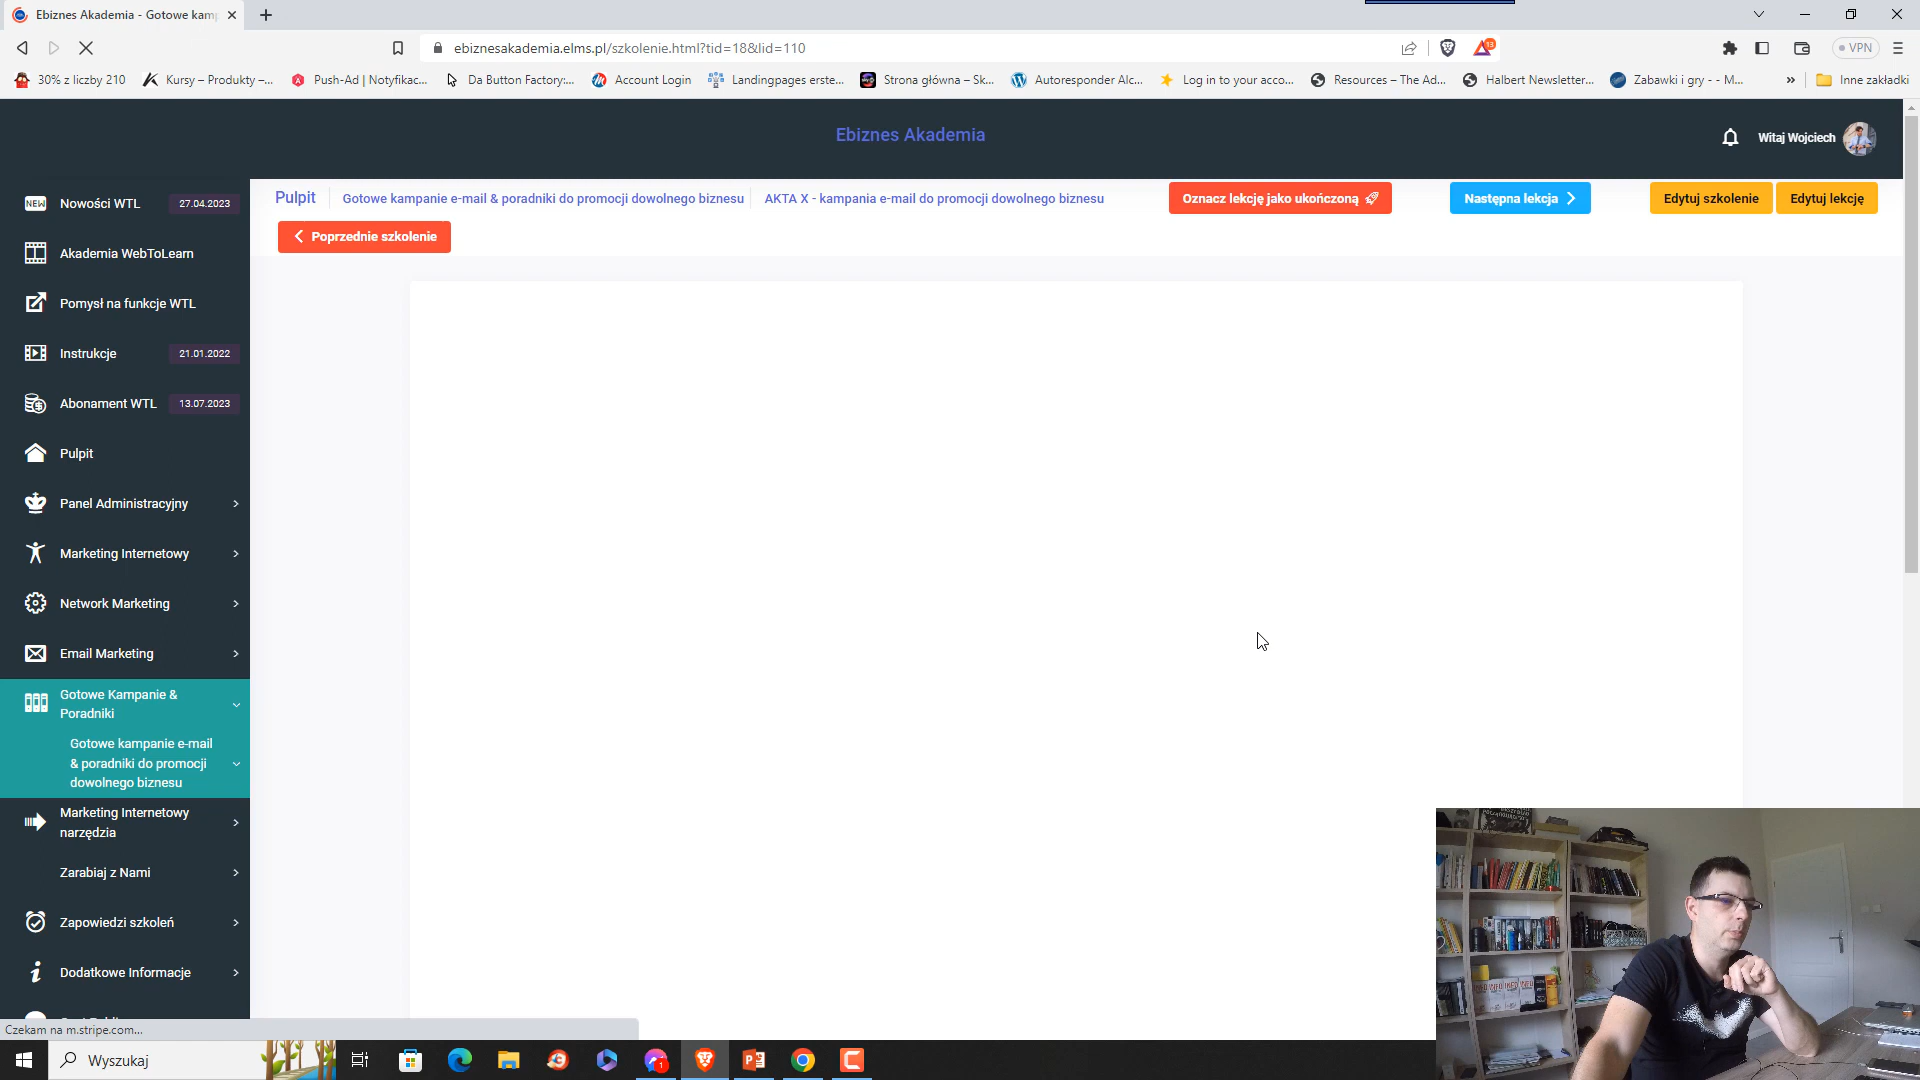 Ebiznes Akademia - Gotowe kam
ebiznesakademia.elms.pl/szkolenie.html?tid=18&lid=110
13
VPN
30% z liczby 210
Kursy – Produkty –...
Push-Ad | Notyfikac...
Da Button Factory:...
Account Login
Landingpages erste...
Strona główna – Sk...
Autoresponder Alc...
Log in to your acco...
Resources – The Ad...
Halbert Newsletter...
Zabawki i gry - - M...
»
Inne zakładki
Ebiznes Akademia
Witaj Wojciech
Pulpit
Gotowe kampanie e-mail & poradniki do promocji dowolnego biznesu
AKTA X - kampania e-mail do promocji dowolnego biznesu
Oznacz lekcję jako ukończoną
Następna lekcja
Edytuj szkolenie
Edytuj lekcję
Poprzednie szkolenie
NEW
Nowości WTL
27.04.2023
Akademia WebToLearn
Pomysł na funkcje WTL
Instrukcje
21.01.2022
Abonament WTL
13.07.2023
Pulpit
Panel Administracyjny
Marketing Internetowy
Network Marketing
Email Marketing
Gotowe Kampanie &
Poradniki
Gotowe kampanie e-mail
& poradniki do promocji
dowolnego biznesu
Marketing Internetowy
narzędzia
Zarabiaj z Nami
Zapowiedzi szkoleń
Dodatkowe Informacje
Czekam na m.stripe.com...
Wyszukaj
1